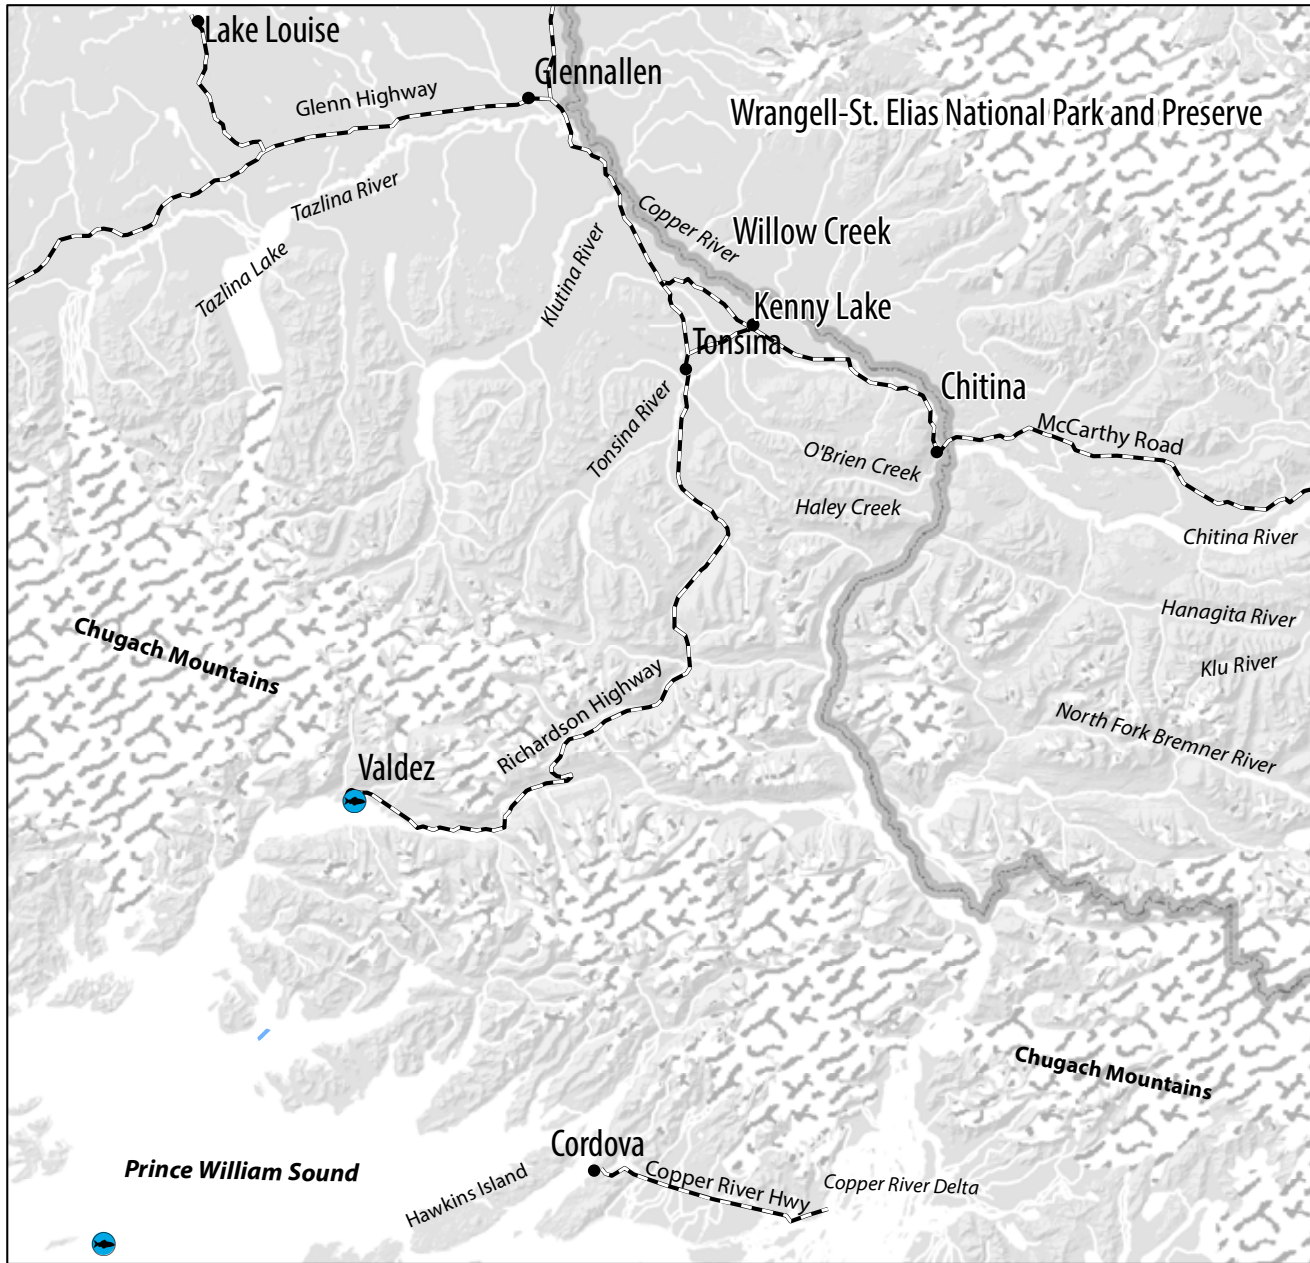 Lake Louise
Glennallen
Glenn Highway
Wrangell-St. Elias National Park and Preserve
Tazlina River
Copper River
Willow Creek
Tazlina Lake
Klutina River
Kenny Lake
Tonsina
Chitina
McCarthy Road
Tonsina River
O'Brien Creek
Haley Creek
Chitina River
Hanagita River
Chugach Mountains
Klu River
Richardson Highway
North Fork Bremner River
Valdez
Chugach Mountains
Cordova
Prince William Sound
Hawkins Island
Copper River Hwy
Copper River Delta